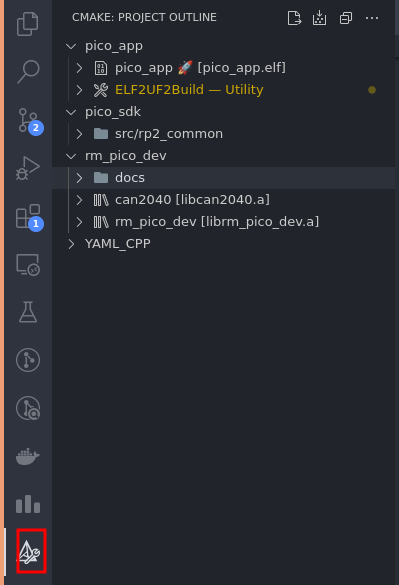 CMAKE: PROJECT OUTLINE
pico_app
pico_app 🚀 [pico_app.elf]
ELF2UF2Build — Utility
pico_sdk
2
src/rp2_common
rm_pico_dev
docs
can2040 [libcan2040.a]
1
rm_pico_dev [librm_pico_dev.a]
YAML_CPP